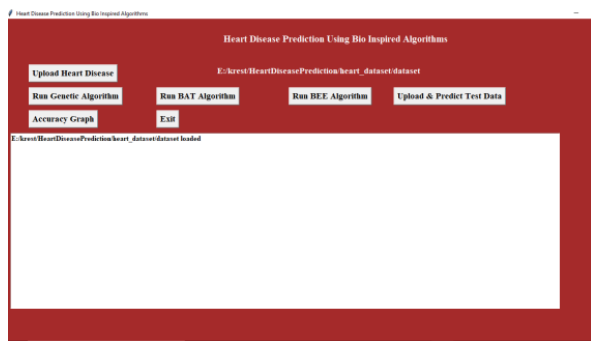 Heart Disease Prediction Using Bio Inspired Algorithms
Heart Disease Prediction Using Bio Inspired Algorithms
Upload Heart Disease E:/krest/HeartDiseasePrediction/heart_dataset/dataset
Run Genetic Algorithm Run BAT Algorithm Run BEE Algorithm Upload & Predict Test Data
Accuracy Graph Exit
E:/krest/HeartDiseasePrediction/heart_dataset/dataset loaded